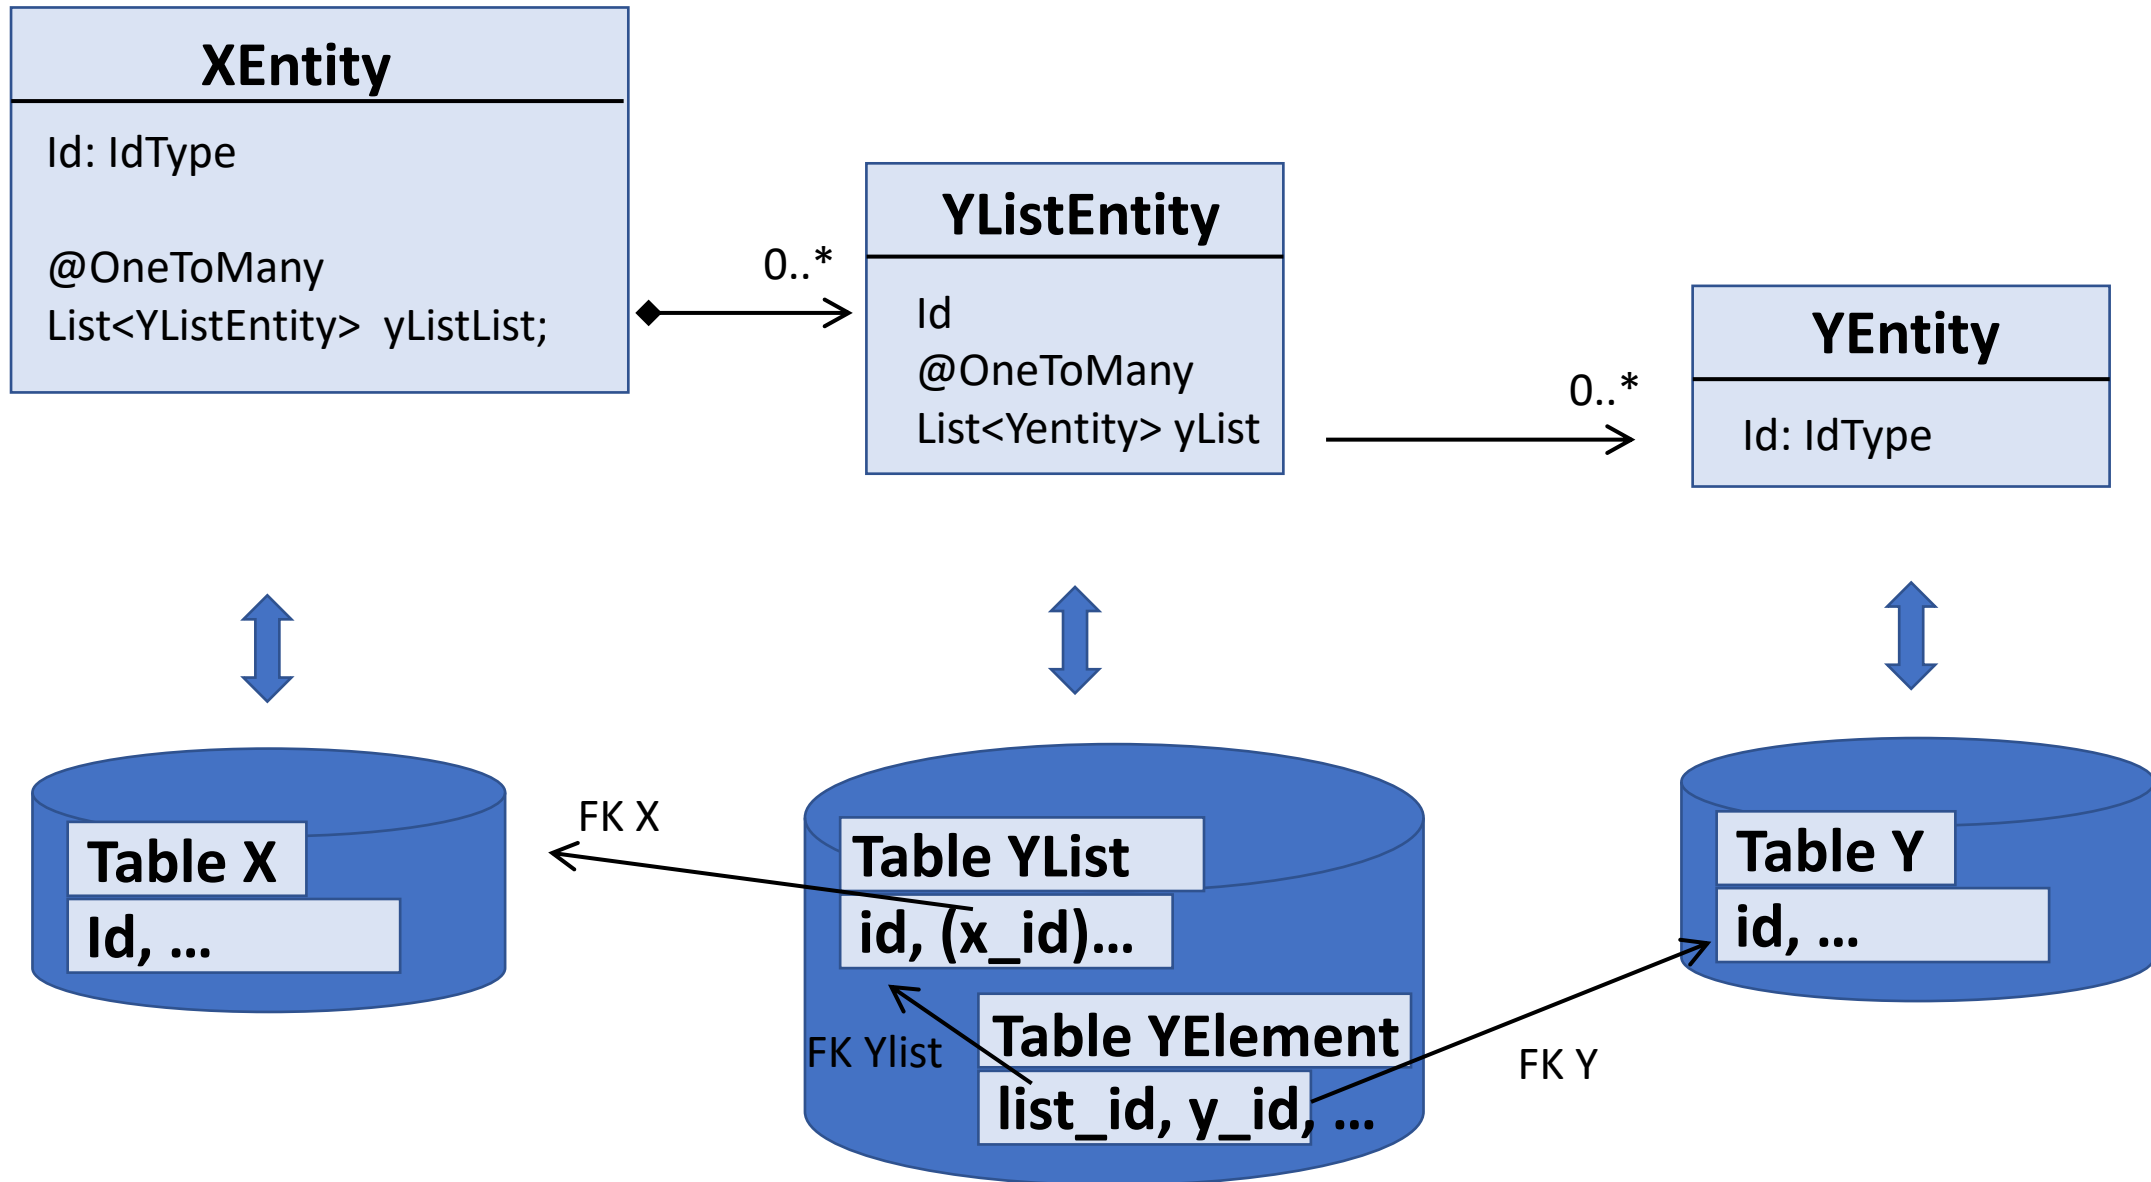 XEntity
Id: IdType
@OneToMany
List<YListEntity> yListList;
0..*
YListEntity
Id
@OneToMany
List<Yentity> yList
0..*
YEntity
Id: IdType
Table X
Id, ...
FK X
Table YList
id, (x_id)...
FK Ylist
Table YElement
list_id, y_id, ...
FK Y
Table Y
id, ...